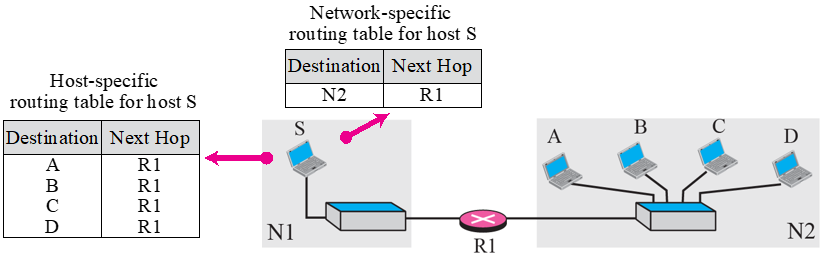 Network-specific
routing table for host S
Destination Next Hop
N2 R1
Host-specific
routing table for host S
Destination Next Hop
A R1
B R1
C R1
D R1
S
N1
R1
A
B
C
D
N2